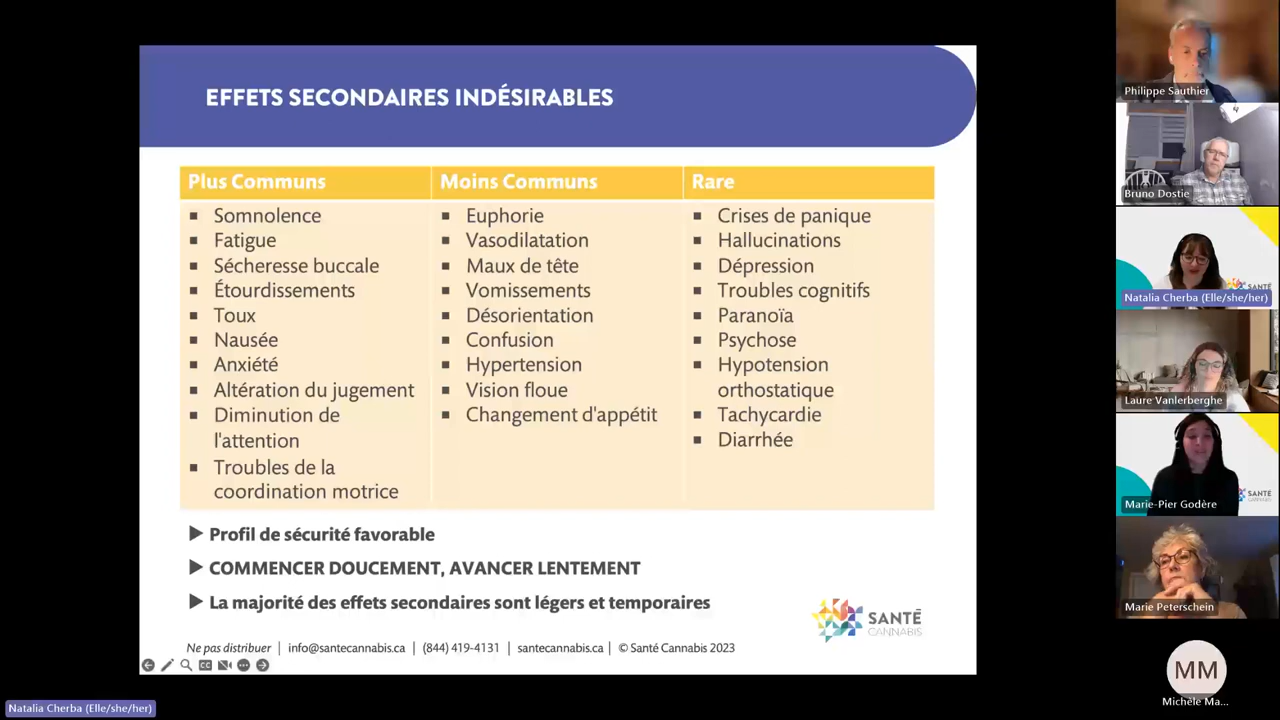 EFFETS SECONDAIRES INDÉSIRABLES
Plus Communs
Somnolence
Fatigue
Sécheresse buccale
Étourdissements
Toux
Nausée
Anxiété
Altération du jugement
Diminution de
l'attention
Troubles de la
coordination motrice
Moins Communs
Euphorie
Vasodilatation
Maux de tête
Vomissements
Désorientation
Confusion
Hypertension
Vision floue
Changement d'appétit
Rare
Crises de panique
Hallucinations
Dépression
Troubles cognitifs
Paranoïa
Psychose
Hypotension
orthostatique
Tachycardie
Diarrhée
Profil de sécurité favorable
COMMENCER DOUCEMENT, AVANCER LENTEMENT
La majorité des effets secondaires sont légers et temporaires
SANTÉ
CANNABIS
Ne pas distribuer | info@santecannabis.ca | (844) 419-4131 | santecannabis.ca | © Santé Cannabis 2023
CC
Natalia Cherba (Elle/she/her)
Philippe Sauthier
Bruno Dostie
Natalia Cherba (Elle/she/her)
Laure Vanlerberghe
SANTÉ
CANNABIS
Marie-Pier Godère
Marie Peterschein
MM
Michèle Ma...